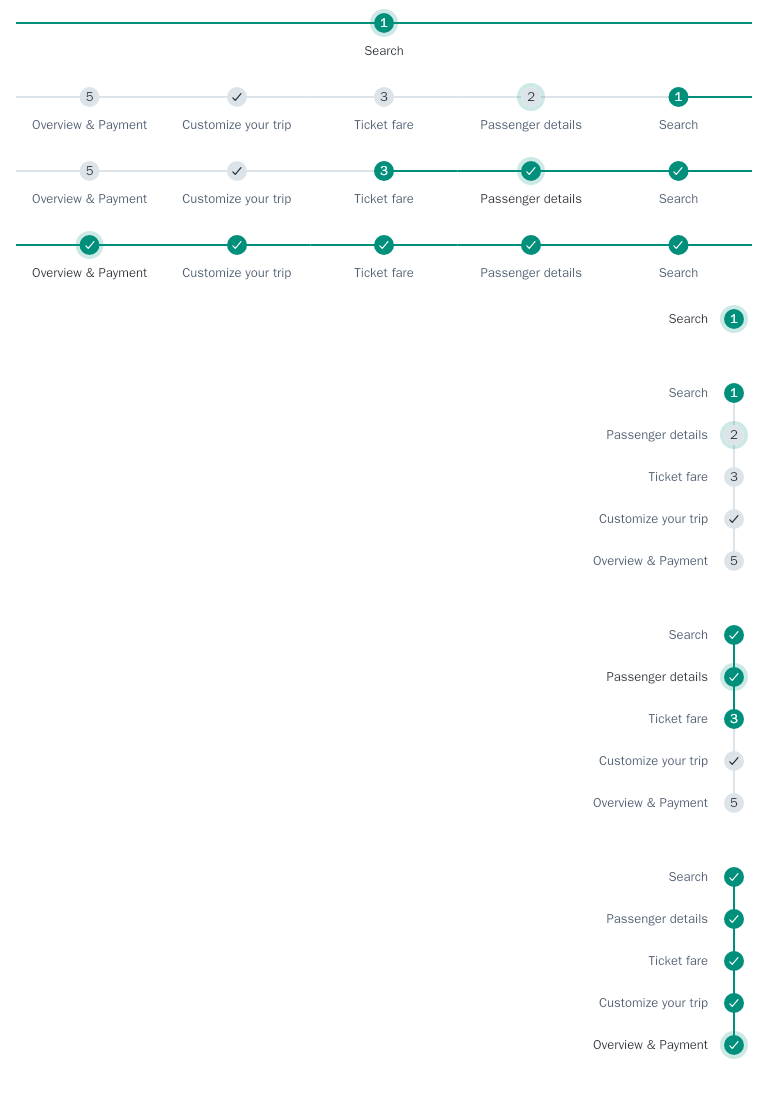 1
Search
5 ✓ 3 2 1
Overview & Payment Customize your trip Ticket fare Passenger details Search
5 ✓ 3 ✓ ✓
Overview & Payment Customize your trip Ticket fare Passenger details Search
✓ ✓ ✓ ✓ ✓
Overview & Payment Customize your trip Ticket fare Passenger details Search
Search 1
Search 1
Passenger details 2
Ticket fare 3
Customize your trip ✓
Overview & Payment 5
Search ✓
Passenger details ✓
Ticket fare 3
Customize your trip ✓
Overview & Payment 5
Search ✓
Passenger details ✓
Ticket fare ✓
Customize your trip ✓
Overview & Payment ✓